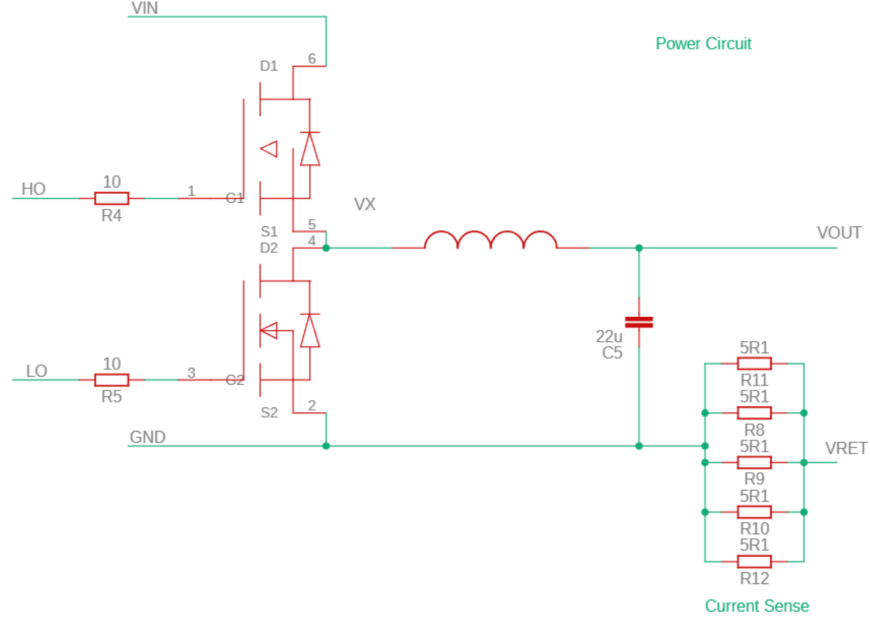 VIN
Power Circuit
D1
6
HO
10
R4
1
G1
VX
S1
5
D2
4
VOUT
22u
C5
LO
10
R5
3
G2
S2
2
GND
5R1
R11
5R1
R8
5R1
R9
VRET
5R1
R10
5R1
R12
Current Sense